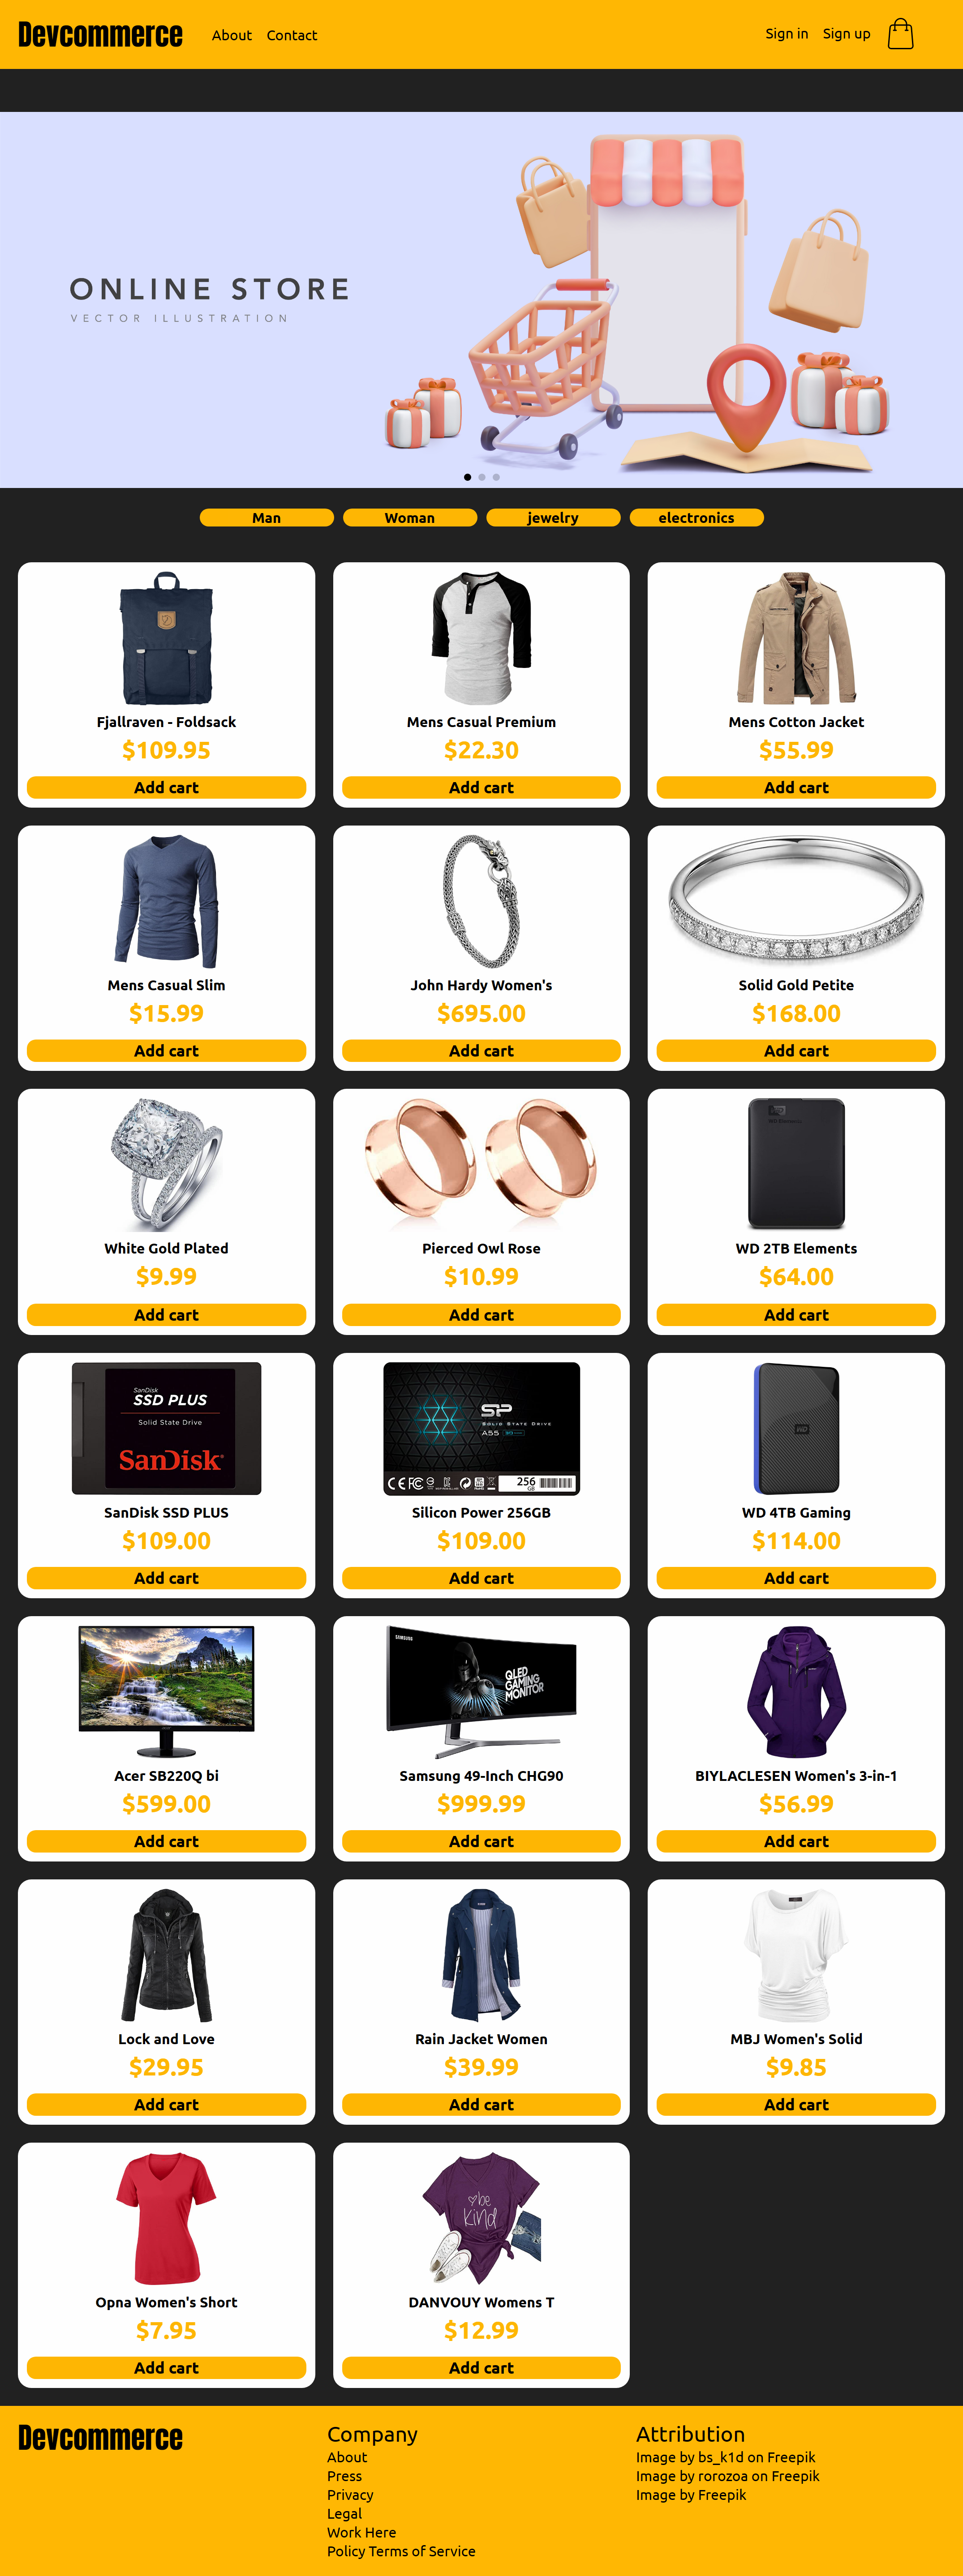 Devcommerce
About Contact
Sign in Sign up
ONLINE STORE
VECTOR ILLUSTRATION
Man Woman jewelry electronics
Fjallraven - Foldsack
$109.95
Add cart
Mens Casual Premium
$22.30
Add cart
Mens Cotton Jacket
$55.99
Add cart
Mens Casual Slim
$15.99
Add cart
John Hardy Women's
$695.00
Add cart
Solid Gold Petite
$168.00
Add cart
White Gold Plated
$9.99
Add cart
Pierced Owl Rose
$10.99
Add cart
WD Elements
WD 2TB Elements
$64.00
Add cart
SanDisk
SSD PLUS
Solid State Drive
SanDisk
SanDisk SSD PLUS
$109.00
Add cart
SP
SOLID STATE DRIVE
A55
256
GB
Silicon Power 256GB
$109.00
Add cart
WD
WD 4TB Gaming
$114.00
Add cart
acer
Acer SB220Q bi
$599.00
Add cart
SAMSUNG
QLED
GAMING
MONITOR
Samsung 49-Inch CHG90
$999.99
Add cart
BIYLACLESEN Women's 3-in-1
$56.99
Add cart
Lock and Love
$29.95
Add cart
Rain Jacket Women
$39.99
Add cart
MBJ Women's Solid
$9.85
Add cart
Opna Women's Short
$7.95
Add cart
be
kind
DANVOUY Womens T
$12.99
Add cart
Devcommerce
Company
About
Press
Privacy
Legal
Work Here
Policy Terms of Service
Attribution
Image by bs_k1d on Freepik
Image by rorozoa on Freepik
Image by Freepik